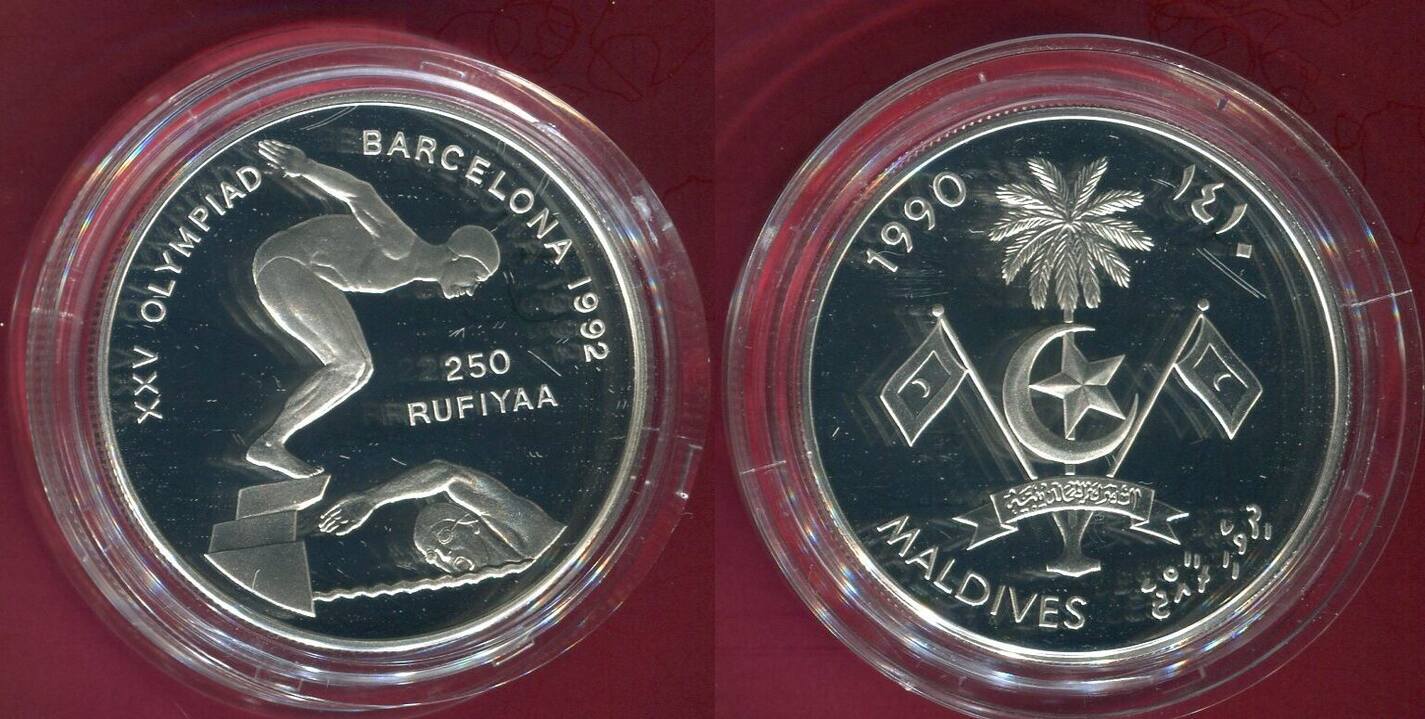 XXV OLYMPIAD
BARCELONA 1992
250
RUFIYAA
1990
١٤١٠
MALDIVES